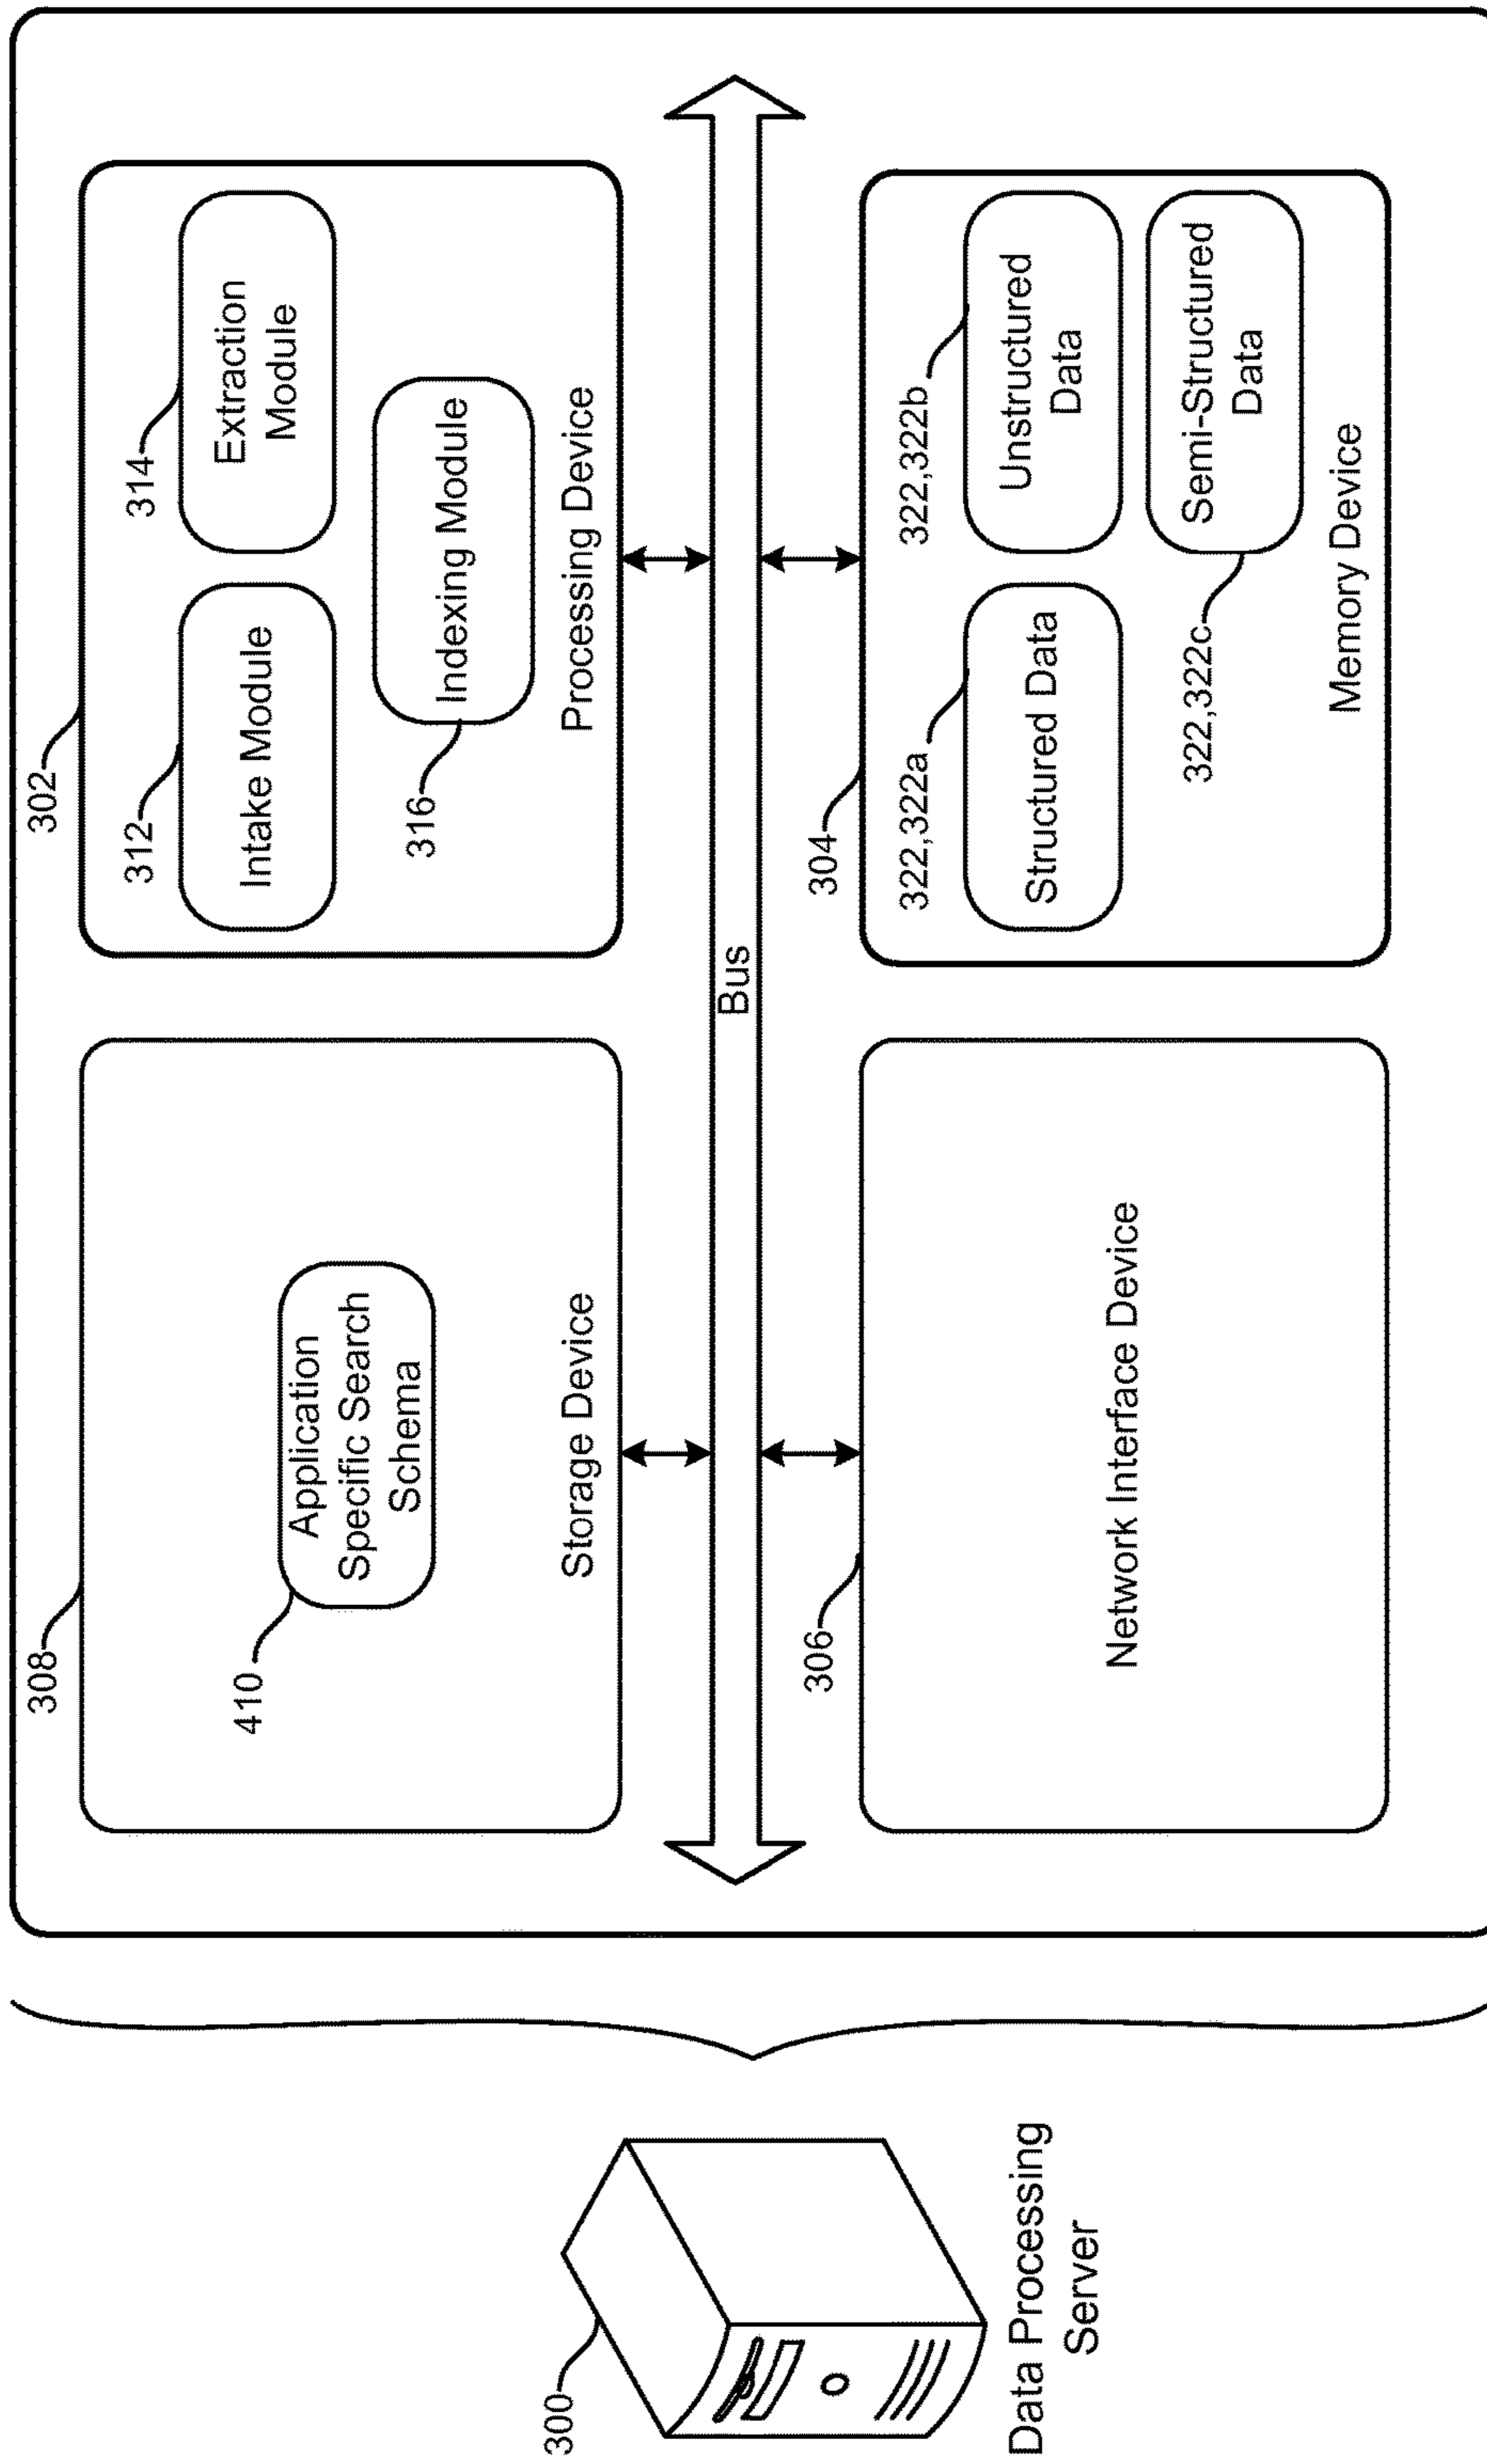 300
Data Processing
Server
308
410
Application
Specific Search
Schema
Storage Device
302
312
Intake Module
314
Extraction
Module
316
Indexing Module
Processing Device
Bus
306
Network Interface Device
304
322,322a
Structured Data
322,322b
Unstructured
Data
322,322c
Semi-Structured
Data
Memory Device